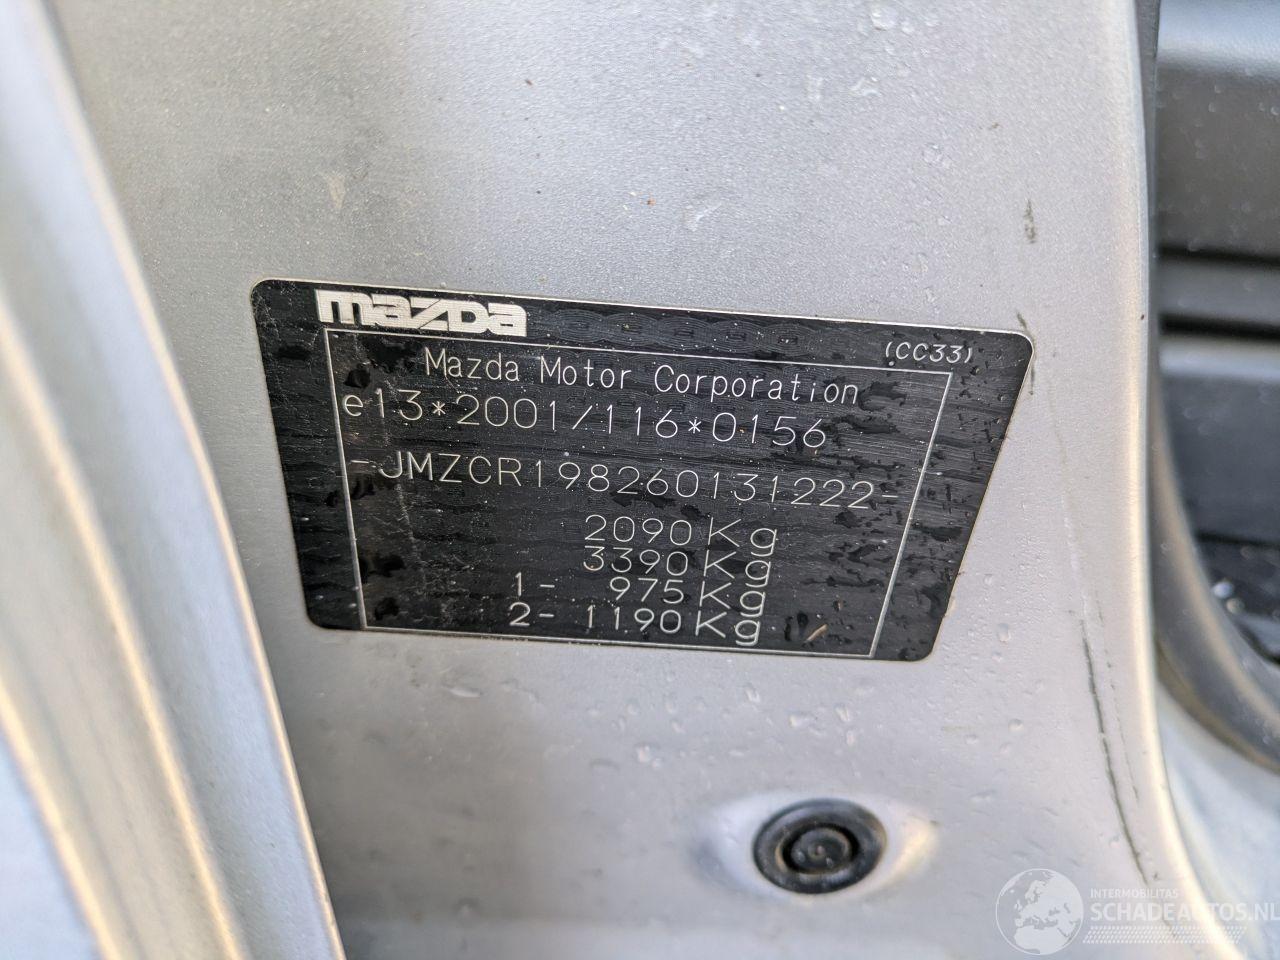 mazda
(CC33)
Mazda Motor Corporation
e13*2001/116*0156
-JMZCR198260131222-
2090Kg
3390Kg
1- 975Kg
2- 1190Kg
INTERMOBILITAS
SCHADEAUTOS.NL